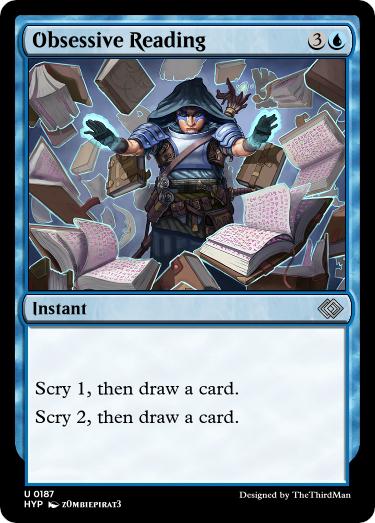 Obsessive Reading 3
Instant
Scry 1, then draw a card.
Scry 2, then draw a card.
U 0187
HYP z0MBIEPIRAT3
Designed by TheThirdMan